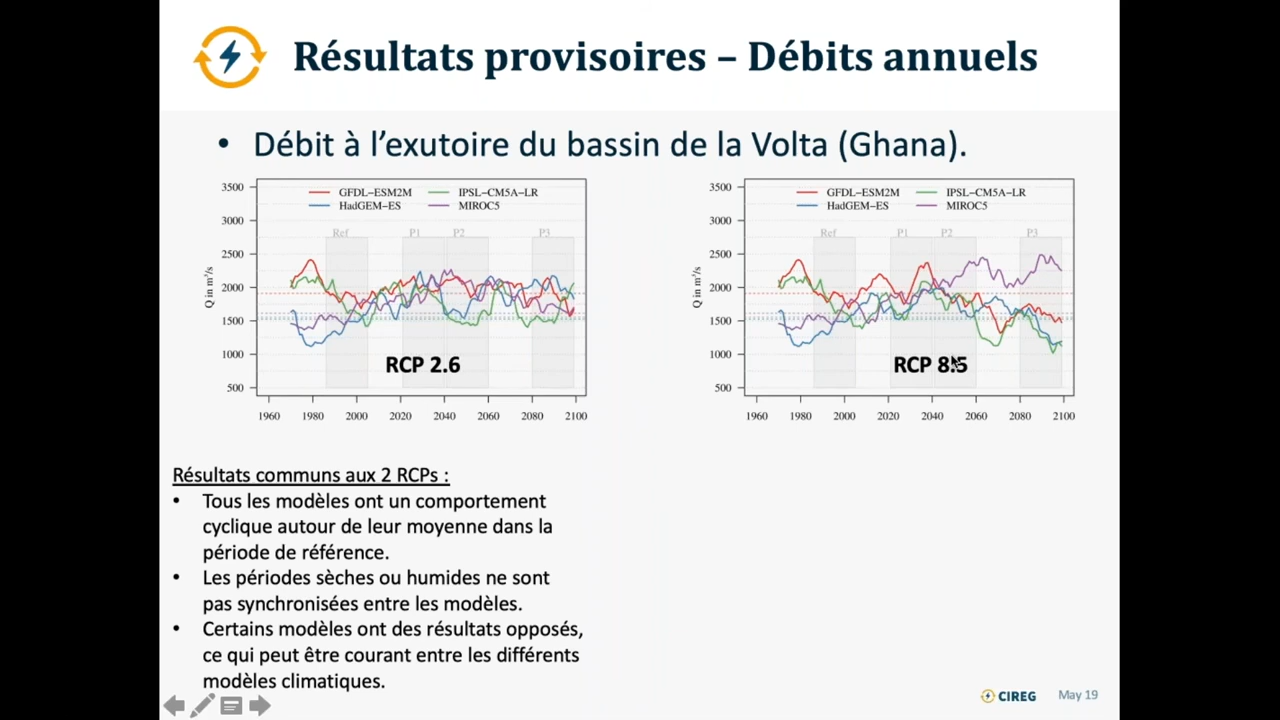 Résultats provisoires – Débits annuels
• Débit à l'exutoire du bassin de la Volta (Ghana).
GFDL−ESM2M IPSL−CM5A−LR
HadGEM−ES MIROC5
Ref P1 P2 P3
Q in m³/s
3500
3000
2500
2000
1500
1000
500
RCP 2.6
1960 1980 2000 2020 2040 2060 2080 2100
GFDL−ESM2M IPSL−CM5A−LR
HadGEM−ES MIROC5
Ref P1 P2 P3
Q in m³/s
3500
3000
2500
2000
1500
1000
500
RCP 8.5
1960 1980 2000 2020 2040 2060 2080 2100
Résultats communs aux 2 RCPs :
• Tous les modèles ont un comportement
cyclique autour de leur moyenne dans la
période de référence.
• Les périodes sèches ou humides ne sont
pas synchronisées entre les modèles.
• Certains modèles ont des résultats opposés,
ce qui peut être courant entre les différents
modèles climatiques.
CIREG May 19